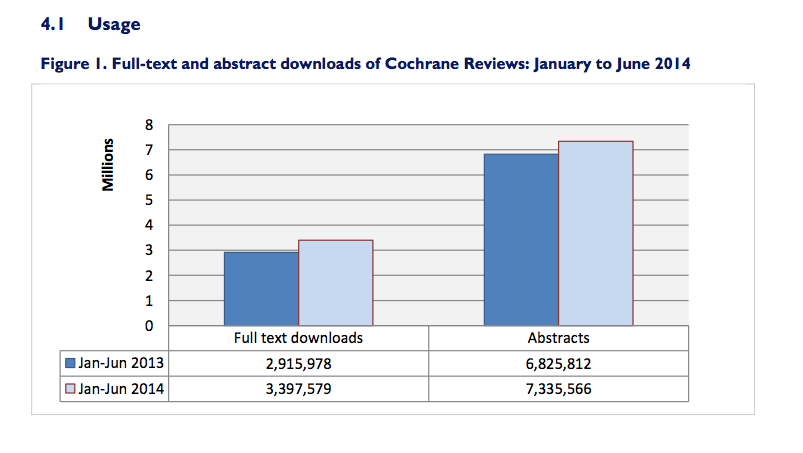 4.1 Usage
Figure 1. Full-text and abstract downloads of Cochrane Reviews: January to June 2014
Millions
8
7
6
5
4
3
2
1
0
Full text downloads Abstracts
Jan-Jun 2013 2,915,978 6,825,812
Jan-Jun 2014 3,397,579 7,335,566